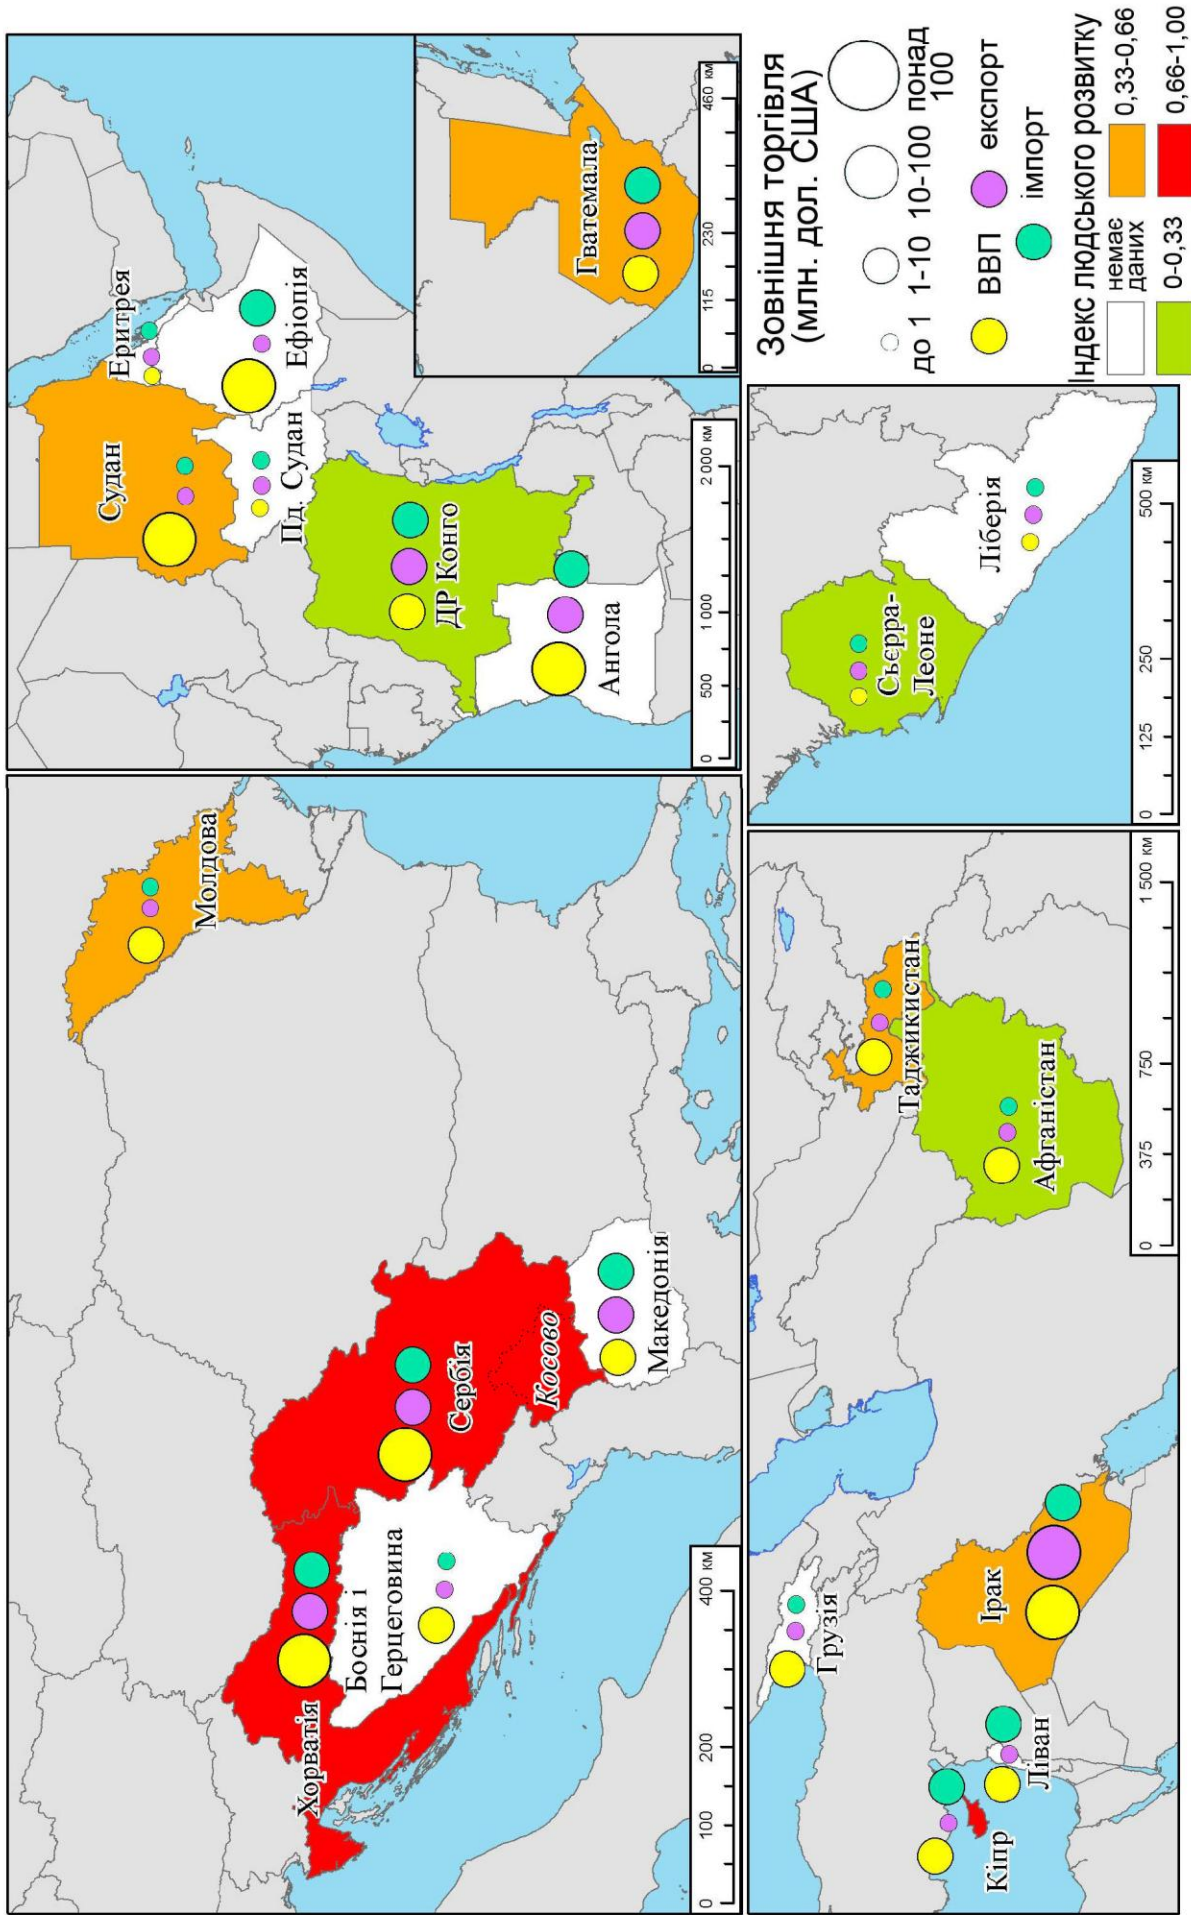 Молдова
Хорватія
Боснія і
Герцеговина
Сербія
Косово
Македонія
0 100 200 400 км
Судан
Еритрея
Пд. Судан
Ефіопія
ДР Конго
Ангола
0 500 1 000 2 000 км
Гватемала
0 115 230 460 км
Грузія
Таджикистан
Ірак
Кіпр
Ліван
Афганістан
0 375 750 1 500 км
Сьєрра-
Леоне
Ліберія
0 125 250 500 км
Зовнішня торгівля
(млн. дол. США)
до 1 1-10 10-100 понад
100
ВВП експорт
імпорт
Індекс людського розвитку
немає
даних
0,33-0,66
0-0,33 0,66-1,00